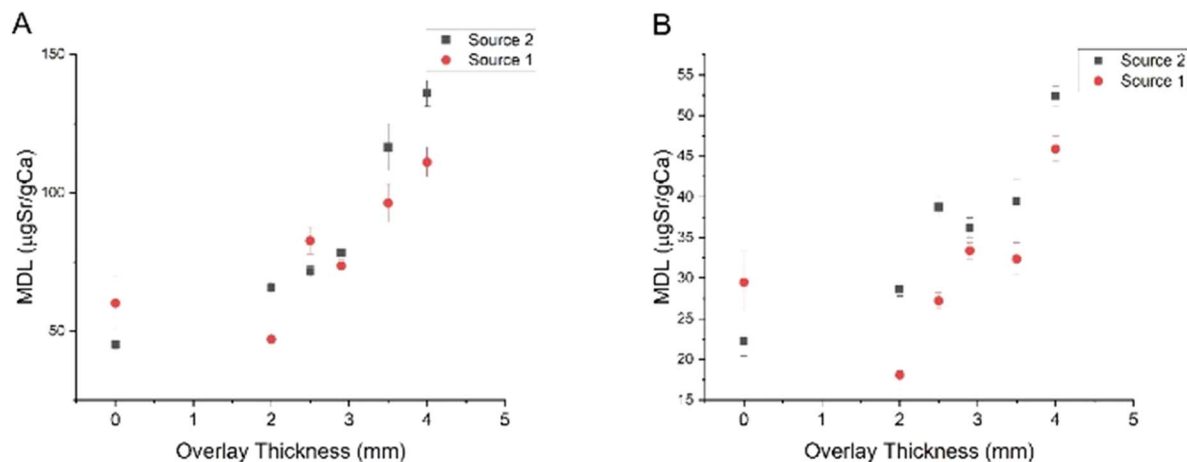 A
Source 2
Source 1
150
100
50
MDL (µgSr/gCa)
0 1 2 3 4 5
Overlay Thickness (mm)
B
Source 2
Source 1
55
50
45
40
35
30
25
20
15
MDL (µgSr/gCa)
0 1 2 3 4 5
Overlay Thickness (mm)